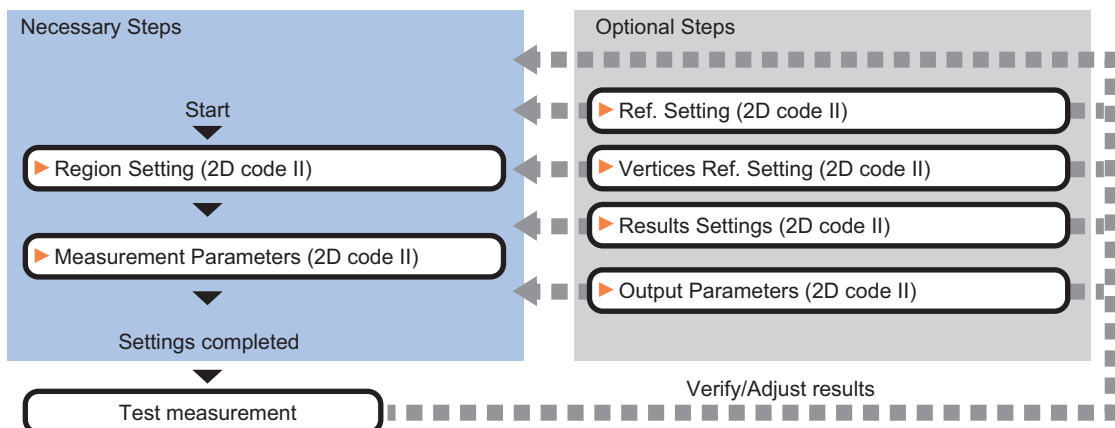 Necessary Steps
Start
Region Setting (2D code II)
Measurement Parameters (2D code II)
Settings completed
Test measurement
Optional Steps
Ref. Setting (2D code II)
Vertices Ref. Setting (2D code II)
Results Settings (2D code II)
Output Parameters (2D code II)
Verify/Adjust results